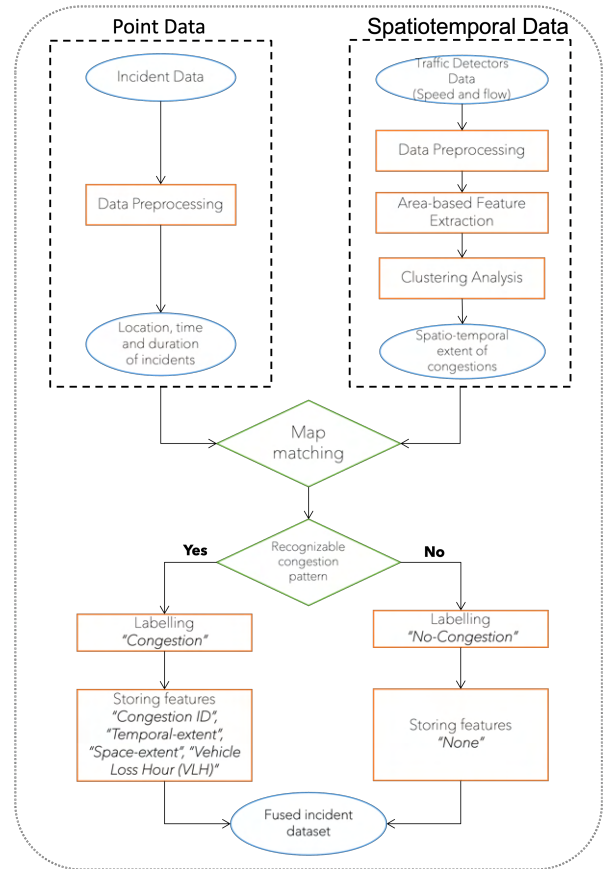 Point Data
Incident Data
Data Preprocessing
Location, time
and duration
of incidents
Spatiotemporal Data
Traffic Detectors
Data
(Speed and flow)
Data Preprocessing
Area-based Feature
Extraction
Clustering Analysis
Spatio-temporal
extent of
congestions
Map
matching
Recognizable
congestion
pattern
Yes
No
Labelling
"Congestion"
Storing features
"Congestion ID",
"Temporal-extent",
"Space-extent", "Vehicle
Loss Hour (VLH)"
Labelling
"No-Congestion"
Storing features
"None"
Fused incident
dataset